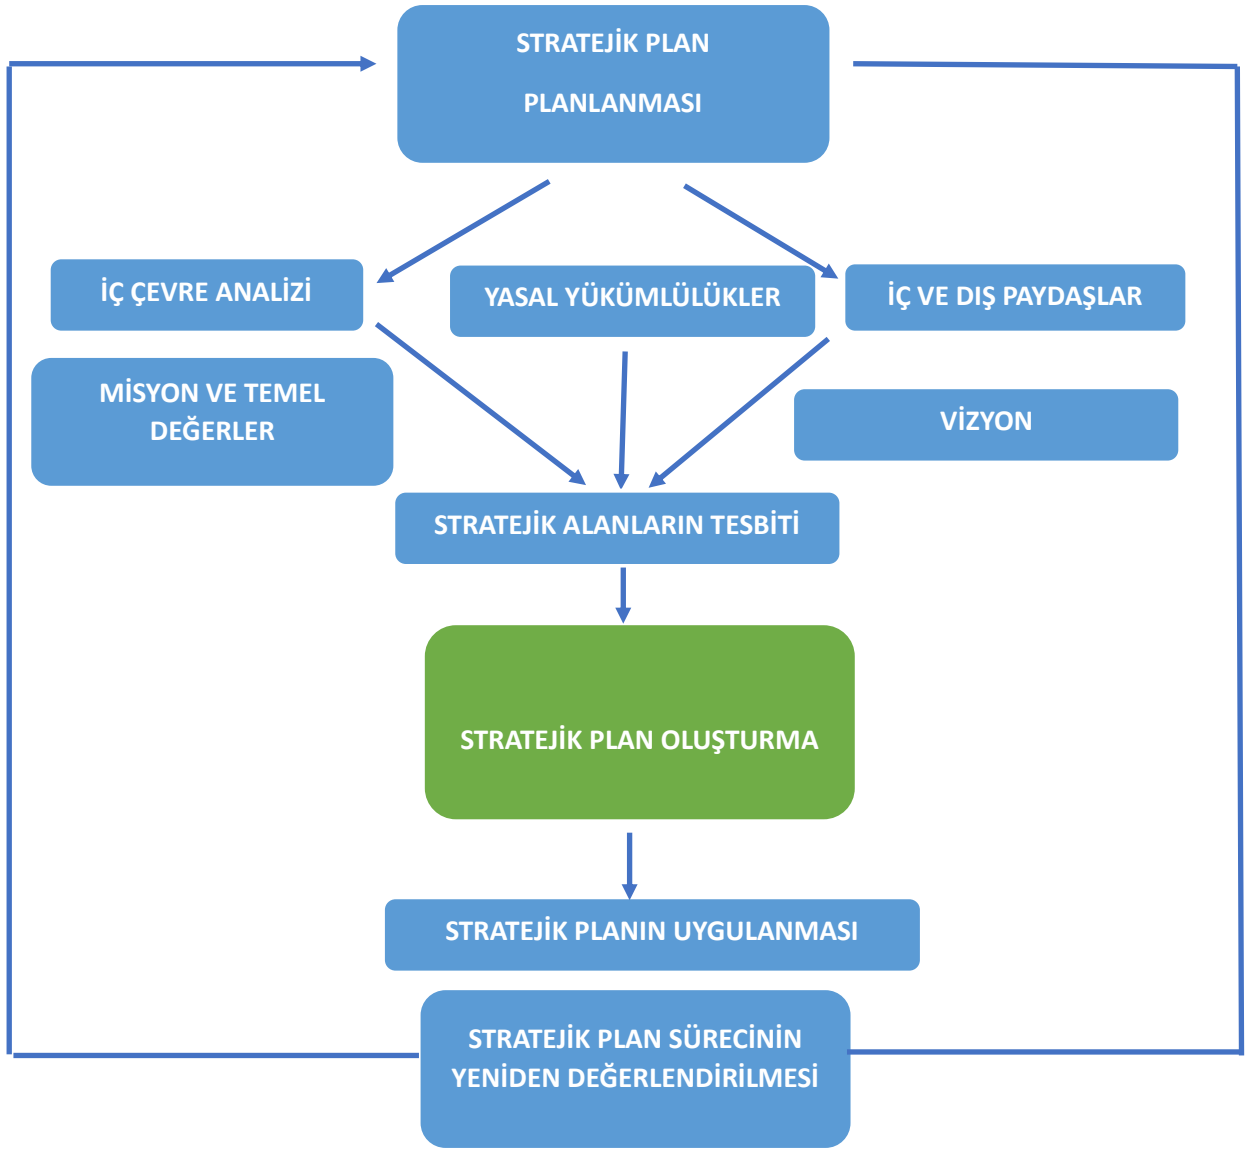 STRATEJİK PLAN
PLANLANMASI
İÇ ÇEVRE ANALİZİ
YASAL YÜKÜMLÜLÜKLER
İÇ VE DIŞ PAYDAŞLAR
MİSYON VE TEMEL
DEĞERLER
VİZYON
STRATEJİK ALANLARIN TESBİTİ
STRATEJİK PLAN OLUŞTURMA
STRATEJİK PLANIN UYGULANMASI
STRATEJİK PLAN SÜRECİNİN
YENİDEN DEĞERLENDİRİLMESİ